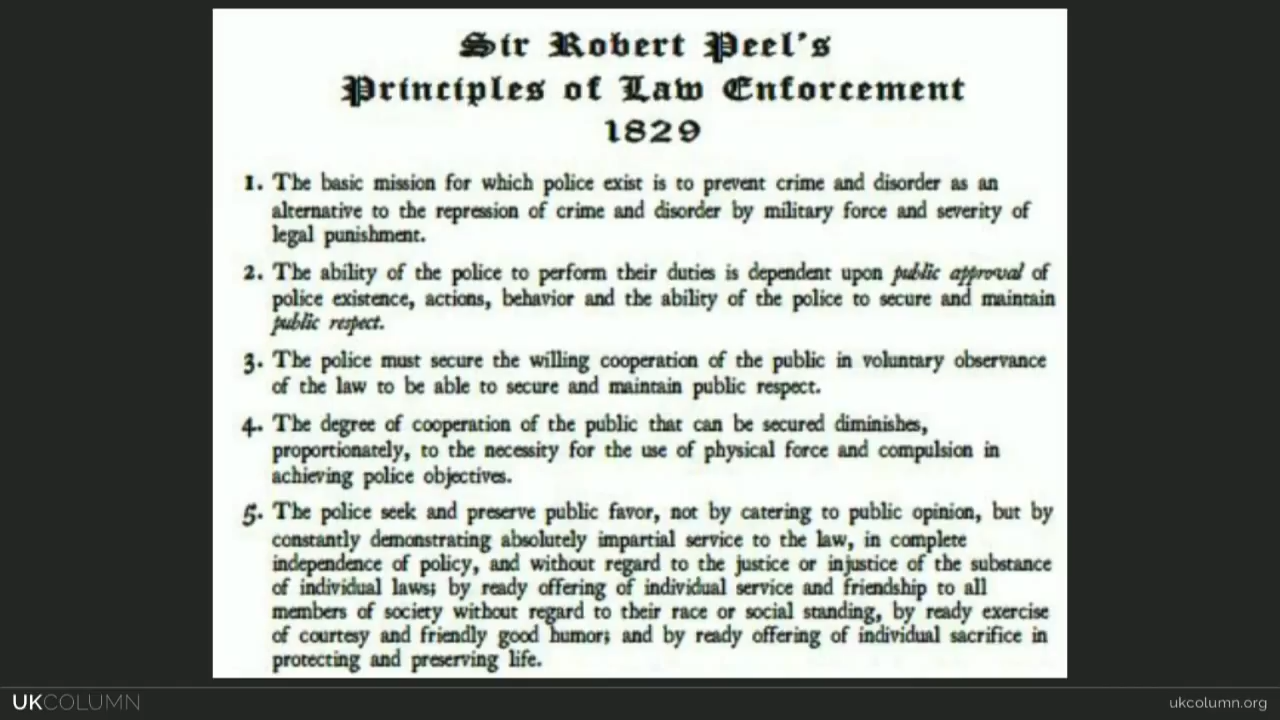 Sir Robert Peel's
Principles of Law Enforcement
1829
1. The basic mission for which police exist is to prevent crime and disorder as an
alternative to the repression of crime and disorder by military force and severity of
legal punishment.
2. The ability of the police to perform their duties is dependent upon public approval of
police existence, actions, behavior and the ability of the police to secure and maintain
public respect.
3. The police must secure the willing cooperation of the public in voluntary observance
of the law to be able to secure and maintain public respect.
4. The degree of cooperation of the public that can be secured diminishes,
proportionately, to the necessity for the use of physical force and compulsion in
achieving police objectives.
5. The police seek and preserve public favor, not by catering to public opinion, but by
constantly demonstrating absolutely impartial service to the law, in complete
independence of policy, and without regard to the justice or injustice of the substance
of individual laws; by ready offering of individual service and friendship to all
members of society without regard to their race or social standing, by ready exercise
of courtesy and friendly good humor; and by ready offering of individual sacrifice in
protecting and preserving life.
UKCOLUMN
ukcolumn.org